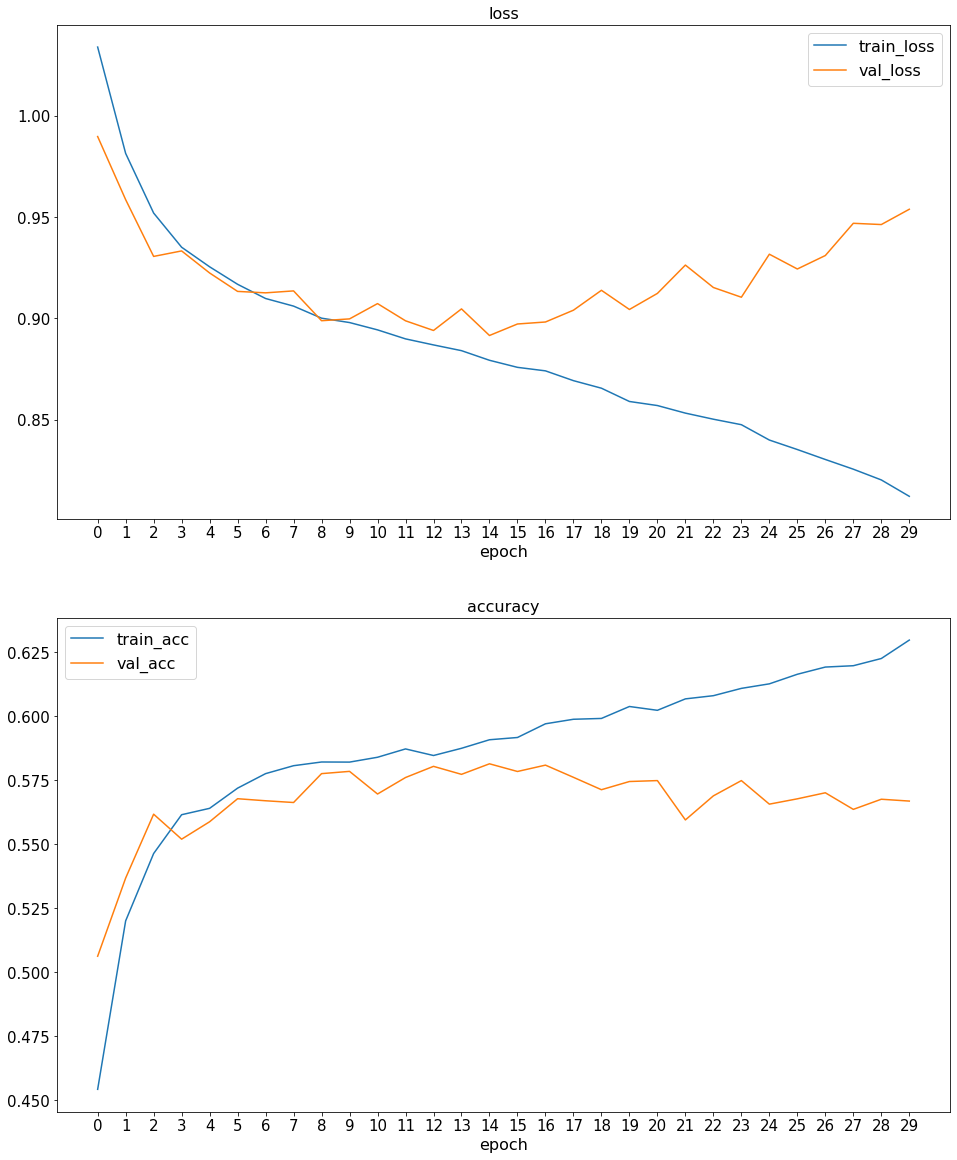 loss
train_loss
val_loss
1.00
0.95
0.90
0.85
0 1 2 3 4 5 6 7 8 9 10 11 12 13 14 15 16 17 18 19 20 21 22 23 24 25 26 27 28 29
epoch
accuracy
train_acc
val_acc
0.625
0.600
0.575
0.550
0.525
0.500
0.475
0.450
0 1 2 3 4 5 6 7 8 9 10 11 12 13 14 15 16 17 18 19 20 21 22 23 24 25 26 27 28 29
epoch